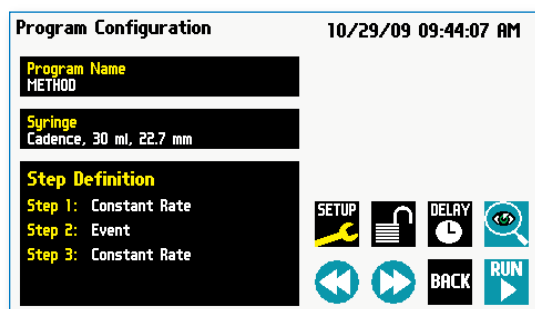 Program Configuration
10/29/09 09:44:07 AM
Program Name
METHOD
Syringe
Cadence, 30 ml, 22.7 mm
Step Definition
Step 1: Constant Rate
Step 2: Event
Step 3: Constant Rate
SETUP
DELAY
BACK
RUN